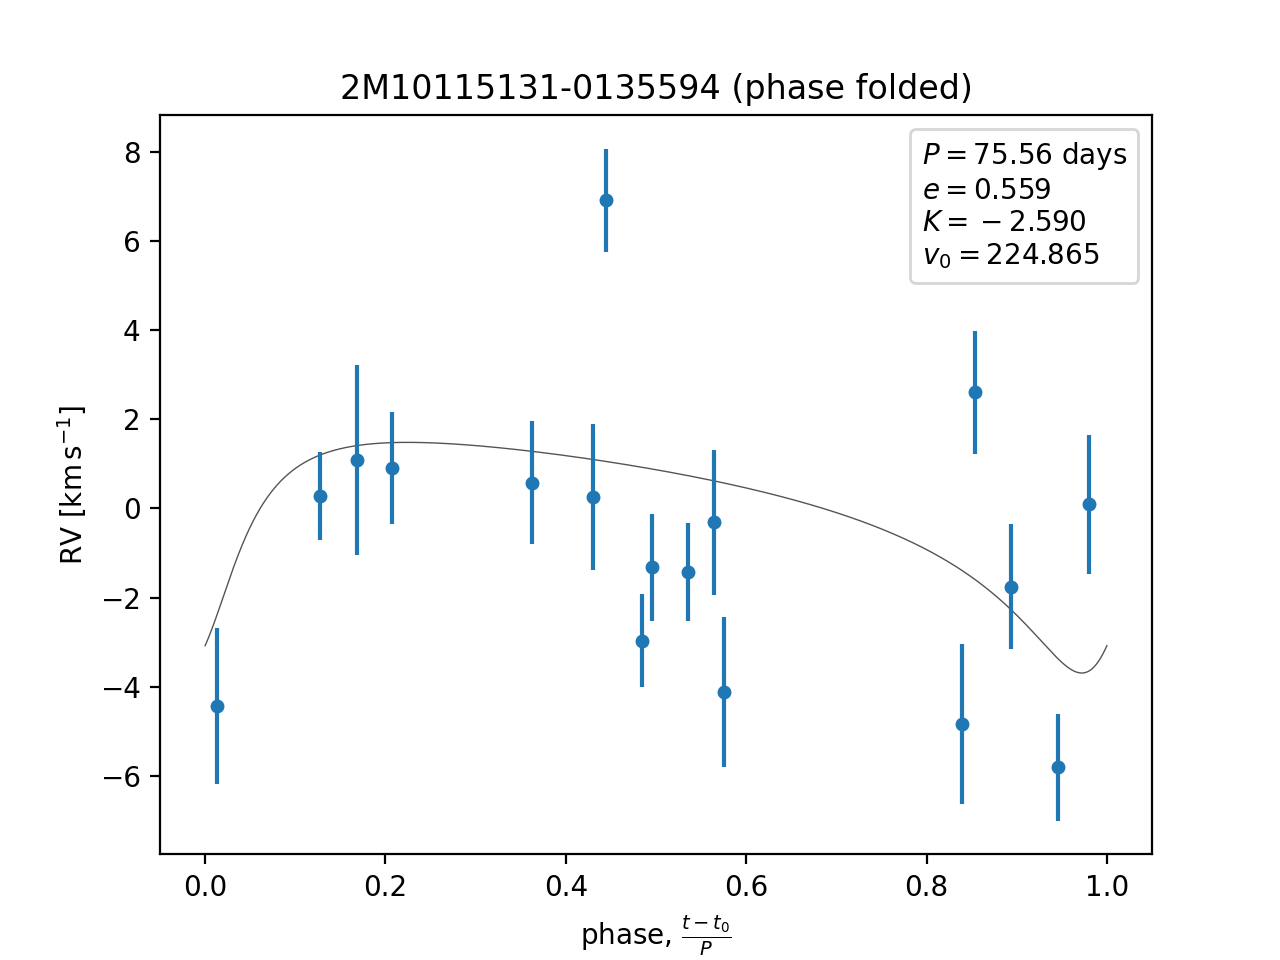 2M10115131-0135594 (phase folded)
P = 75.56 days
e = 0.559
K = −2.590
v₀ = 224.865
RV [km s⁻¹]
8
6
4
2
0
−2
−4
−6
0.0 0.2 0.4 0.6 0.8 1.0
phase, (t − t₀)/P